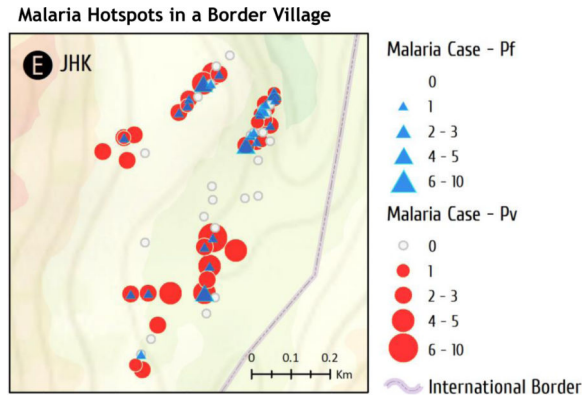 Malaria Hotspots in a Border Village
E JHK
Malaria Case - Pf
0
1
2 - 3
4 - 5
6 - 10
Malaria Case - Pv
0
1
2 - 3
4 - 5
6 - 10
International Border
0 0.1 0.2
Km